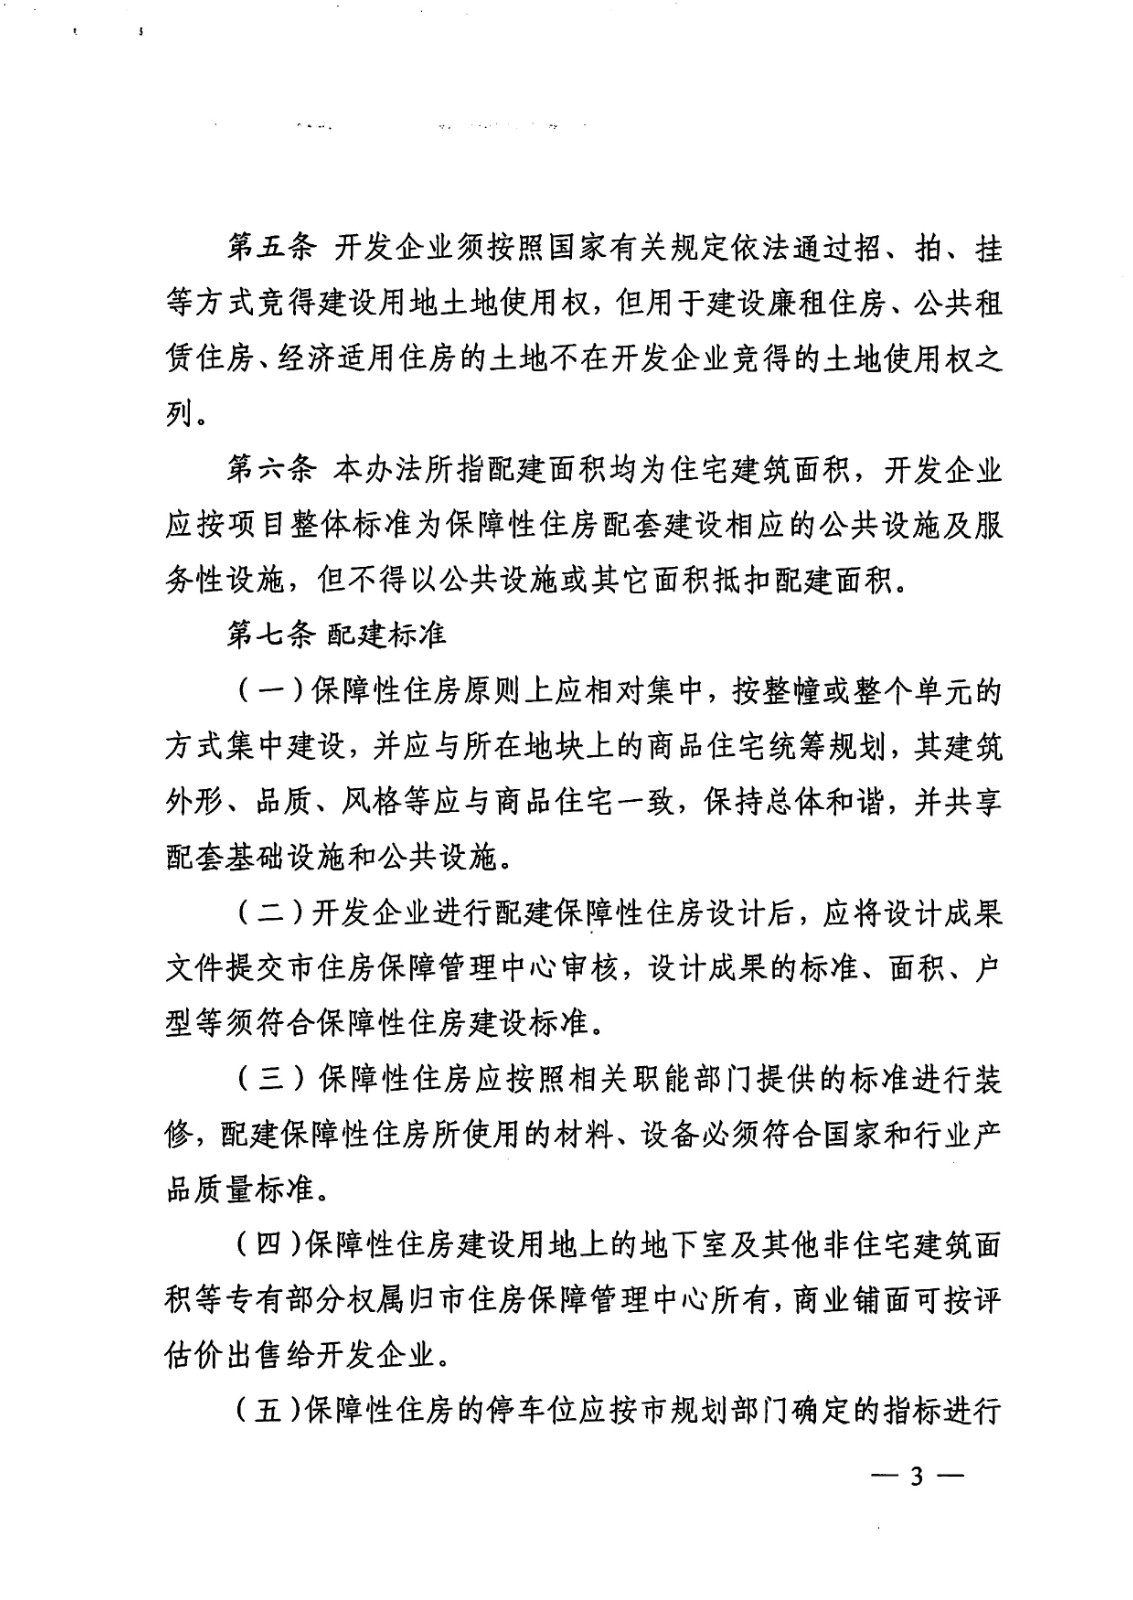 第五条 开发企业须按照国家有关规定依法通过招、拍、挂
等方式竞得建设用地土地使用权，但用于建设廉租住房、公共租
赁住房、经济适用住房的土地不在开发企业竞得的土地使用权之
列。
第六条 本办法所指配建面积均为住宅建筑面积，开发企业
应按项目整体标准为保障性住房配套建设相应的公共设施及服
务性设施，但不得以公共设施或其它面积抵扣配建面积。
第七条 配建标准
（一）保障性住房原则上应相对集中，按整幢或整个单元的
方式集中建设，并应与所在地块上的商品住宅统筹规划，其建筑
外形、品质、风格等应与商品住宅一致，保持总体和谐，并共享
配套基础设施和公共设施。
（二）开发企业进行配建保障性住房设计后，应将设计成果
文件提交市住房保障管理中心审核，设计成果的标准、面积、户
型等须符合保障性住房建设标准。
（三）保障性住房应按照相关职能部门提供的标准进行装
修，配建保障性住房所使用的材料、设备必须符合国家和行业产
品质量标准。
（四）保障性住房建设用地上的地下室及其他非住宅建筑面
积等专有部分权属归市住房保障管理中心所有，商业铺面可按评
估价出售给开发企业。
（五）保障性住房的停车位应按市规划部门确定的指标进行
— 3 —